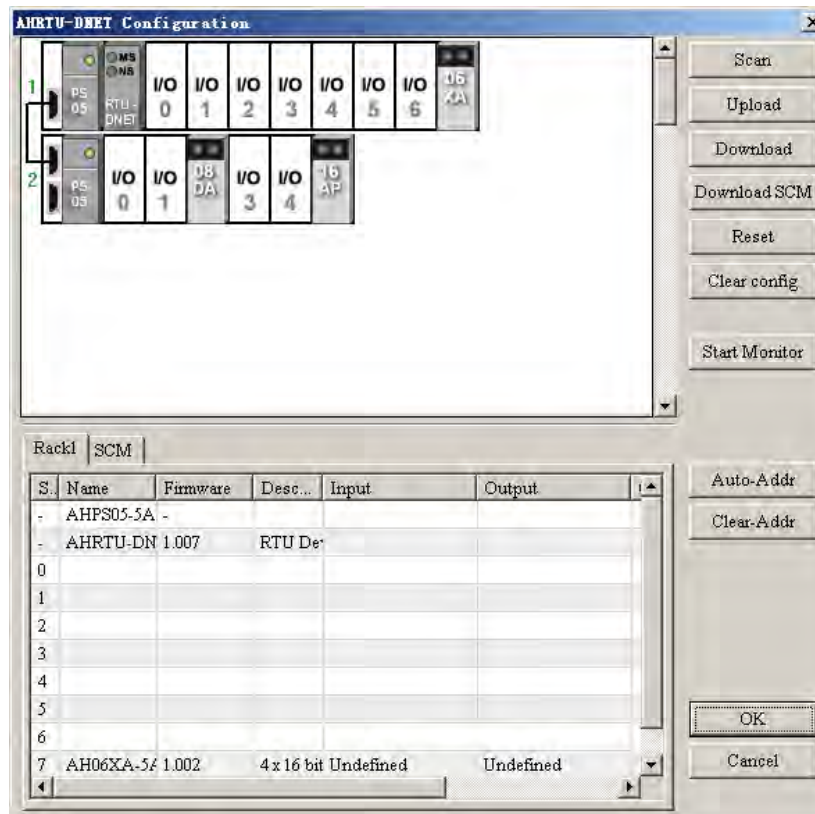 AHRTU-DNET Configuration
1
PS
05
MS
NS
RTU-
DNET
I/O
0
I/O
1
I/O
2
I/O
3
I/O
4
I/O
5
I/O
6
06
XA
2
PS
05
I/O
0
I/O
1
08
DA
I/O
3
I/O
4
16
AP
Scan
Upload
Download
Download SCM
Reset
Clear config
Start Monitor
Rack1 SCM
S.. Name Firmware Desc... Input Output
- AHPS05-5A -
- AHRTU-DN 1.007 RTU De
0
1
2
3
4
5
6
7 AH06XA-5A 1.002 4 x 16 bit Undefined Undefined
Auto-Addr
Clear-Addr
OK
Cancel